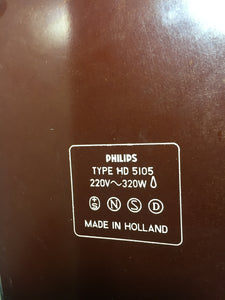 PHILIPS
TYPE HD 5105
220V~320W
S N S D
MADE IN HOLLAND